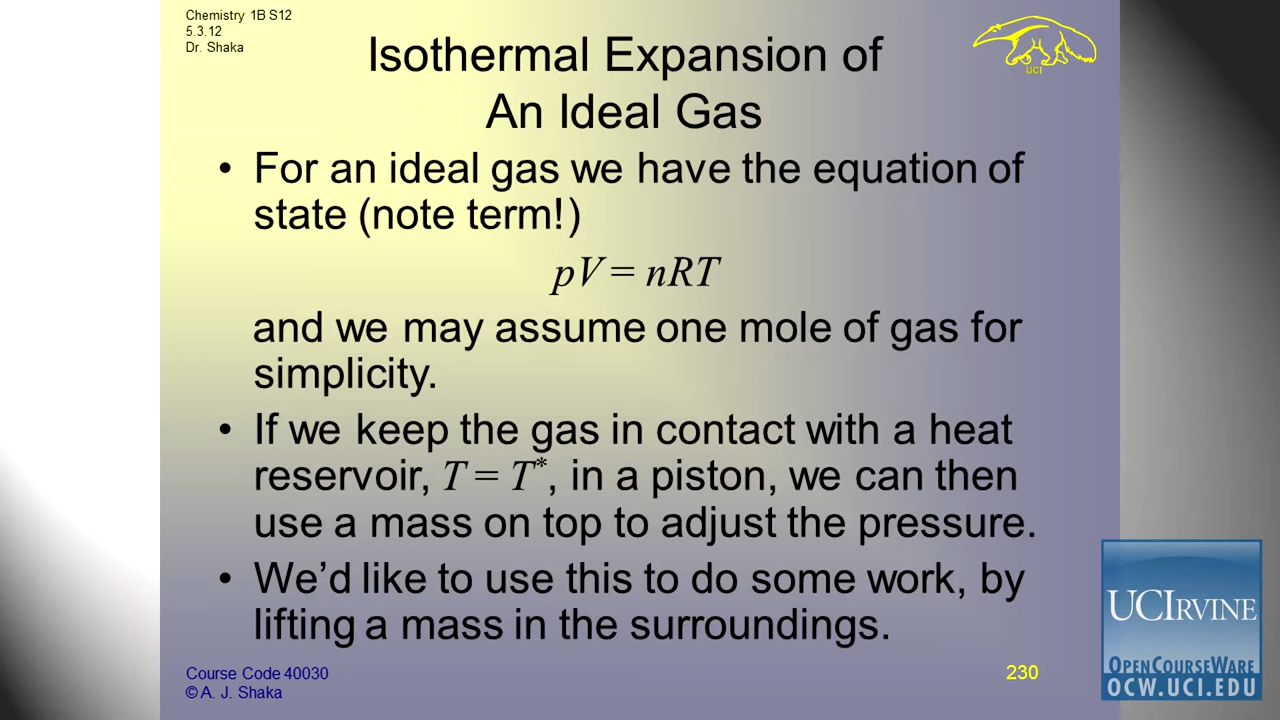 Chemistry 1B S12
5.3.12
Dr. Shaka
Isothermal Expansion of
An Ideal Gas
UCI
• For an ideal gas we have the equation of
state (note term!)
pV = nRT
and we may assume one mole of gas for
simplicity.
• If we keep the gas in contact with a heat
reservoir, T = T*, in a piston, we can then
use a mass on top to adjust the pressure.
• We’d like to use this to do some work, by
lifting a mass in the surroundings.
Course Code 40030
© A. J. Shaka
230
UCIRVINE
OPENCOURSEWARE
OCW.UCI.EDU